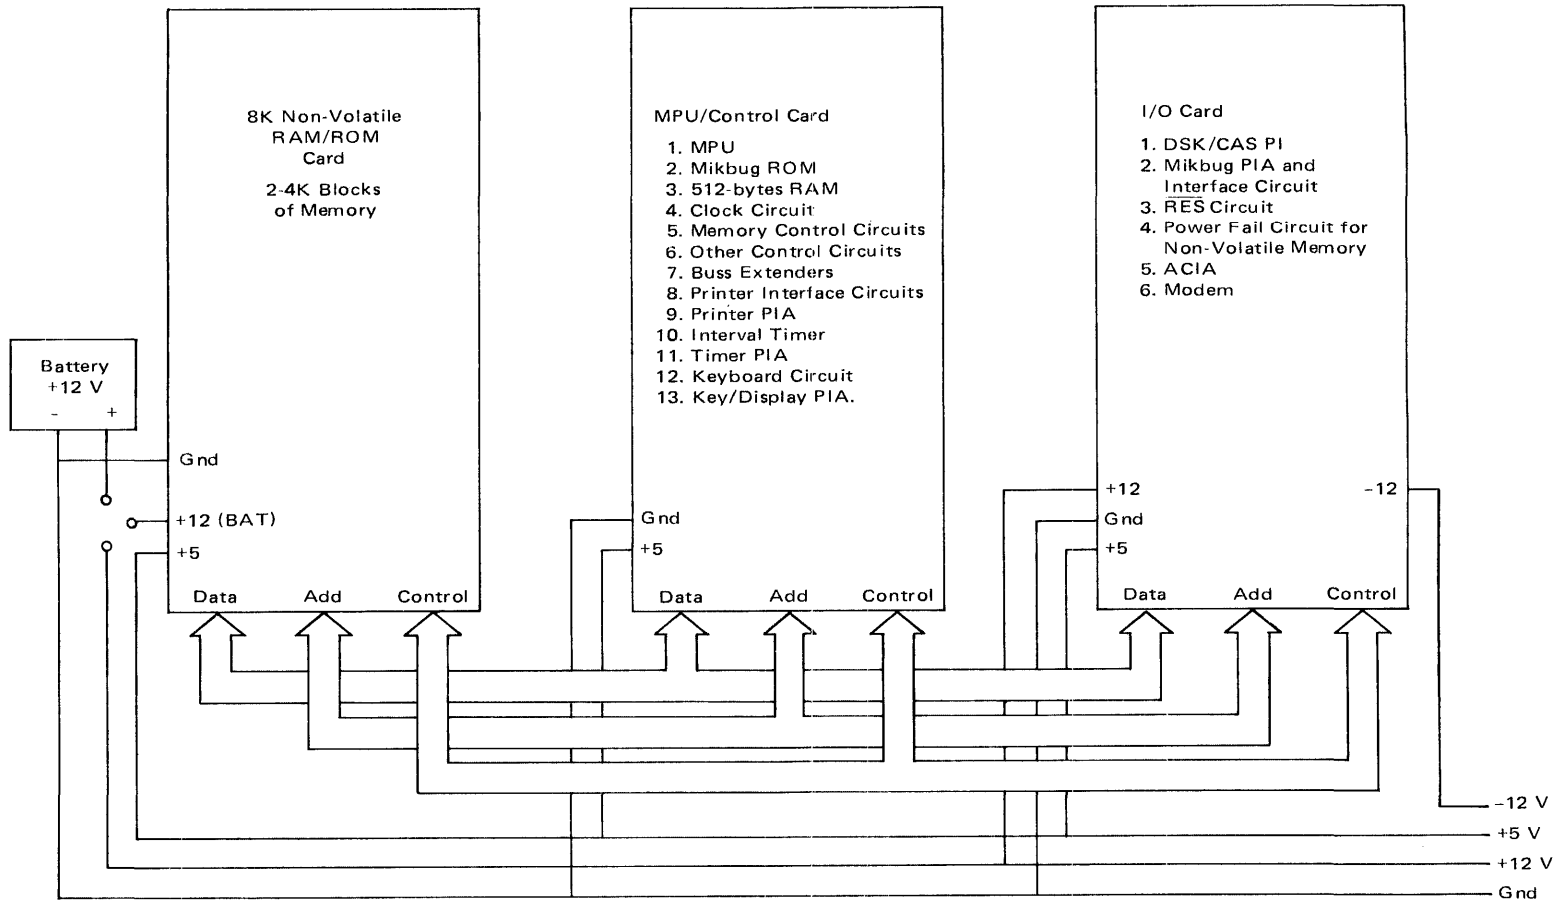 8K Non-Volatile
RAM/ROM
Card
2-4K Blocks
of Memory
Battery
+12 V
- +
Gnd
+12 (BAT)
+5
Data Add Control
MPU/Control Card
1. MPU
2. Mikbug ROM
3. 512-bytes RAM
4. Clock Circuit
5. Memory Control Circuits
6. Other Control Circuits
7. Buss Extenders
8. Printer Interface Circuits
9. Printer PIA
10. Interval Timer
11. Timer PIA
12. Keyboard Circuit
13. Key/Display PIA.
Gnd
+5
Data Add Control
I/O Card
1. DSK/CAS PI
2. Mikbug PIA and
Interface Circuit
3. R̅E̅S̅ Circuit
4. Power Fail Circuit for
Non-Volatile Memory
5. ACIA
6. Modem
+12 -12
Gnd
+5
Data Add Control
-12 V
+5 V
+12 V
Gnd